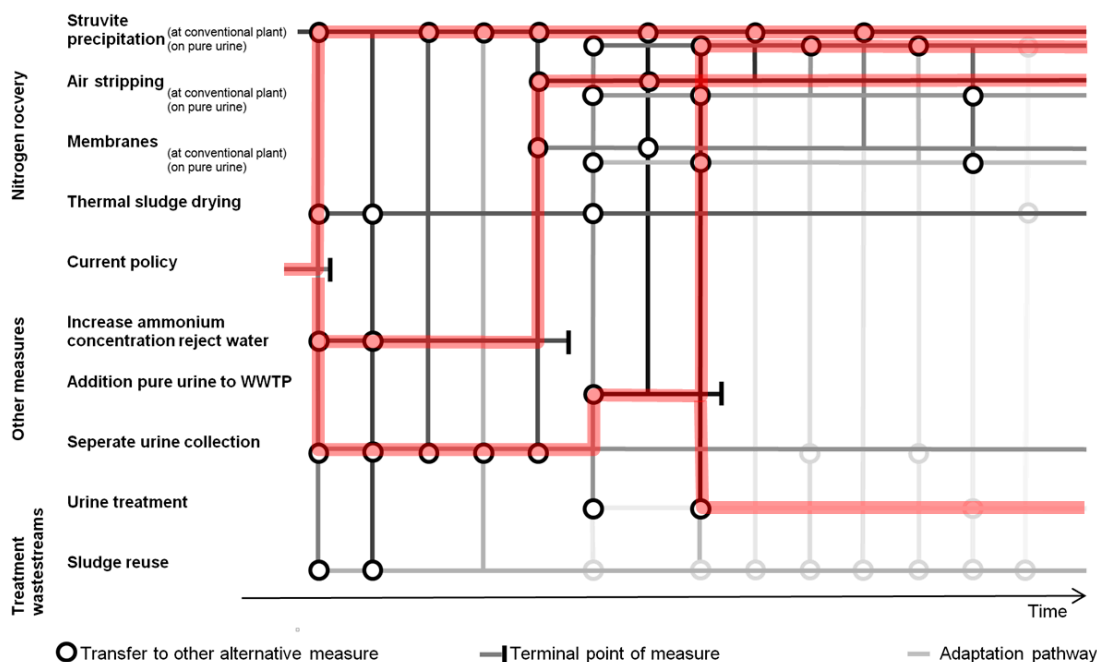 Struvite
precipitation (at conventional plant)
(on pure urine)
Air stripping
(at conventional plant)
(on pure urine)
Membranes
(at conventional plant)
(on pure urine)
Thermal sludge drying
Current policy
Increase ammonium
concentration reject water
Addition pure urine to WWTP
Seperate urine collection
Urine treatment
Sludge reuse
Nitrogen rocvery
Other measures
Treatment
wastestreams
Time
Transfer to other alternative measure
Terminal point of measure
Adaptation pathway